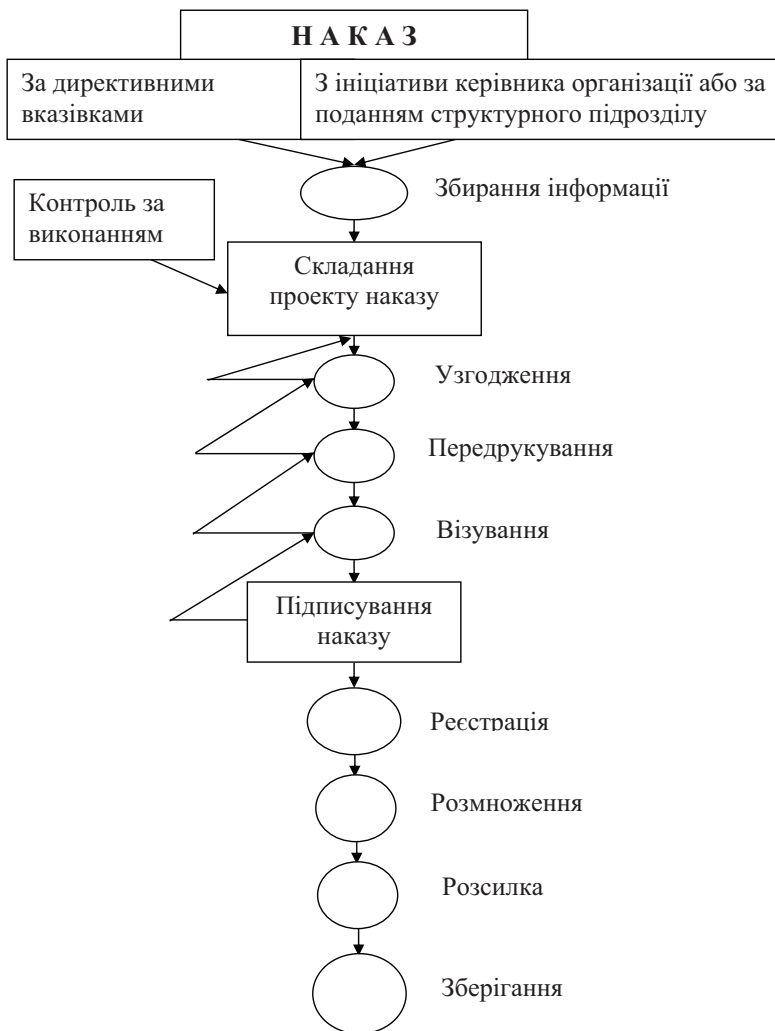 Н А К А З
За директивними
вказівками
З ініціативи керівника організації або за
поданням структурного підрозділу
Збирання інформації
Контроль за
виконанням
Складання
проекту наказу
Узгодження
Передрукування
Візування
Підписування
наказу
Реєстрація
Розмноження
Розсилка
Зберігання